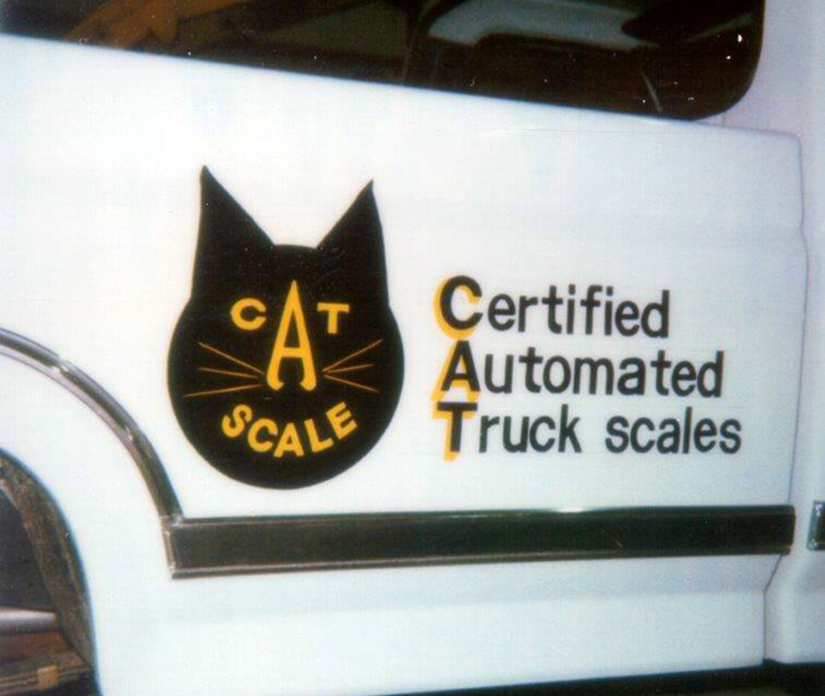 CAT
SCALE
Certified
Automated
Truck scales